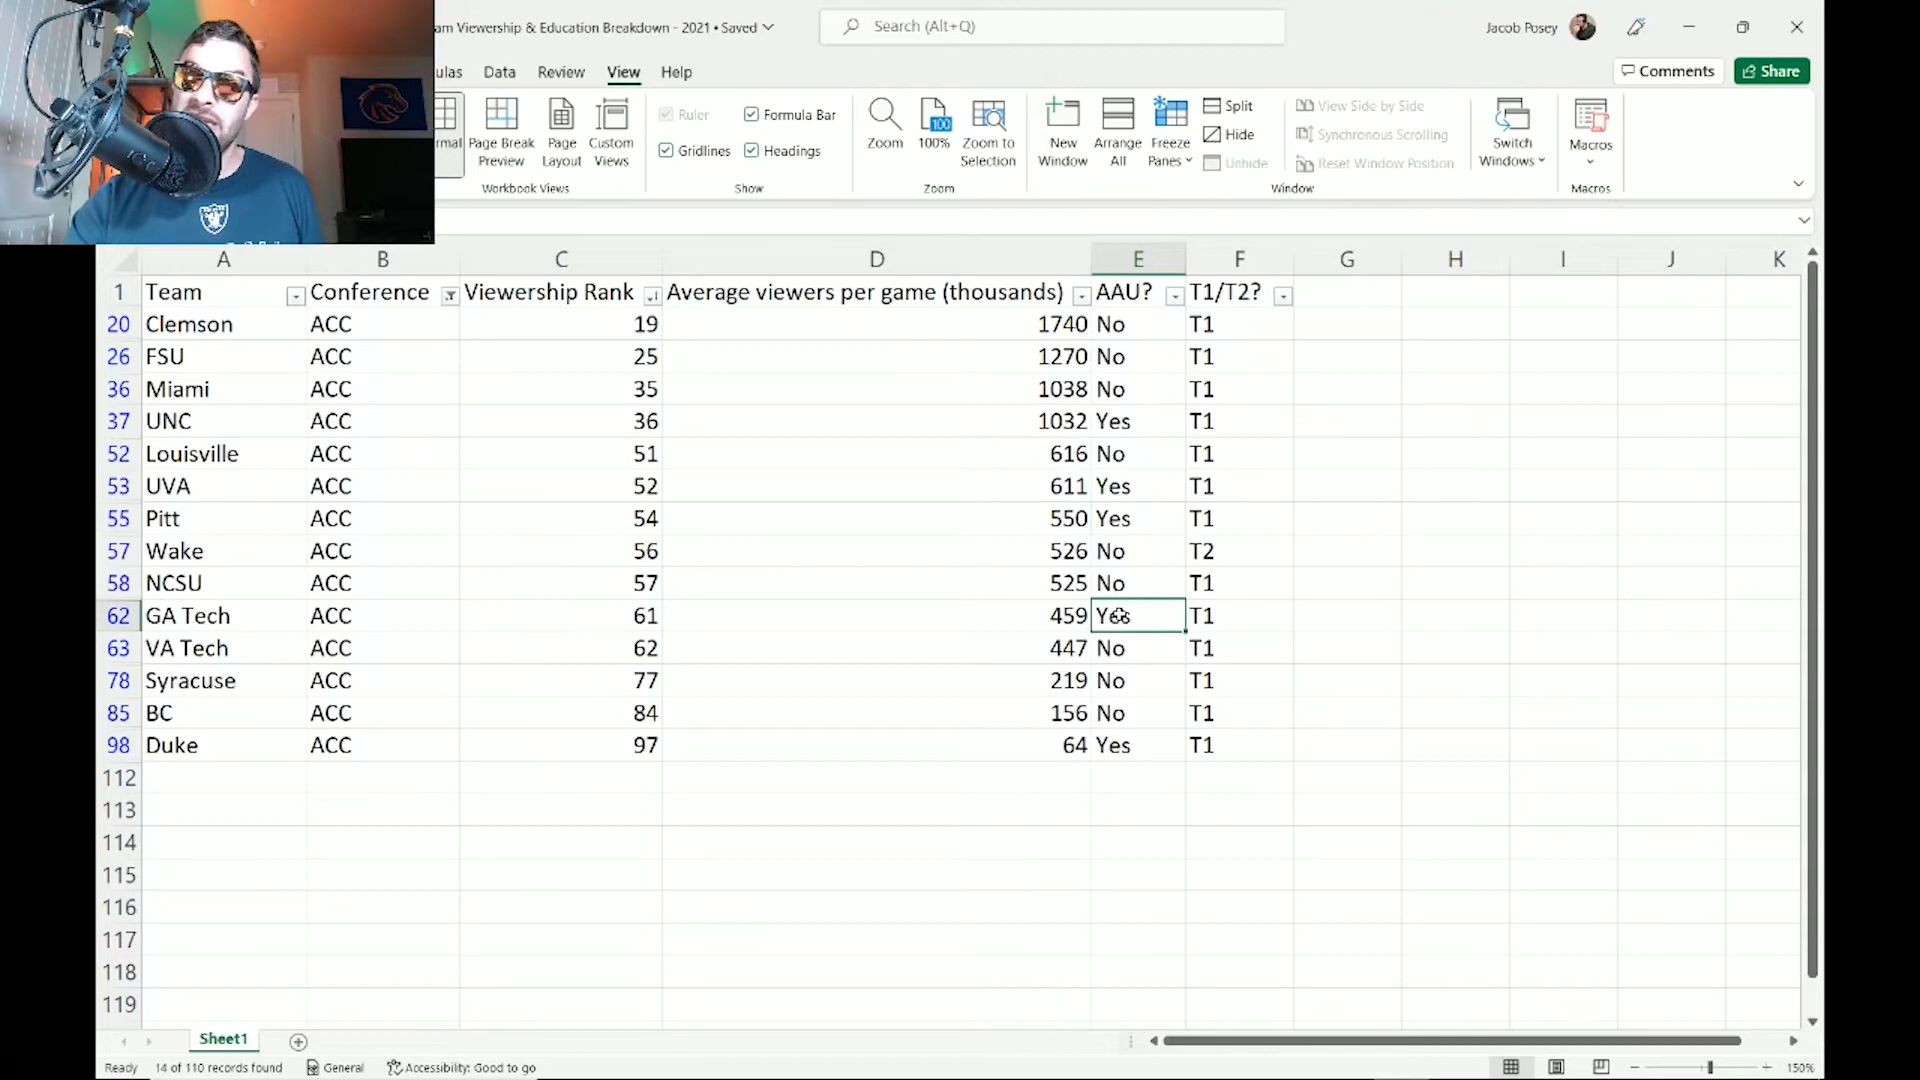 am Viewership & Education Breakdown - 2021 • Saved
Search (Alt+Q)
Jacob Posey
ulas Data Review View Help
Comments
Share
rmal
Page Break Preview
Page Layout
Custom Views
Workbook Views
Ruler
Formula Bar
Gridlines
Headings
Show
Zoom
100
100%
Zoom to Selection
Zoom
New Window
Arrange All
Freeze Panes
Split
Hide
Unhide
View Side by Side
Synchronous Scrolling
Reset Window Position
Switch Windows
Window
Macros
Macros
A B C D E F G H I J K
1 Team Conference Viewership Rank Average viewers per game (thousands) AAU? T1/T2?
20 Clemson ACC 19 1740 No T1
26 FSU ACC 25 1270 No T1
36 Miami ACC 35 1038 No T1
37 UNC ACC 36 1032 Yes T1
52 Louisville ACC 51 616 No T1
53 UVA ACC 52 611 Yes T1
55 Pitt ACC 54 550 Yes T1
57 Wake ACC 56 526 No T2
58 NCSU ACC 57 525 No T1
62 GA Tech ACC 61 459 Yes T1
63 VA Tech ACC 62 447 No T1
78 Syracuse ACC 77 219 No T1
85 BC ACC 84 156 No T1
98 Duke ACC 97 64 Yes T1
112
113
114
115
116
117
118
119
Sheet1
Ready 14 of 110 records found General Accessibility: Good to go 150%